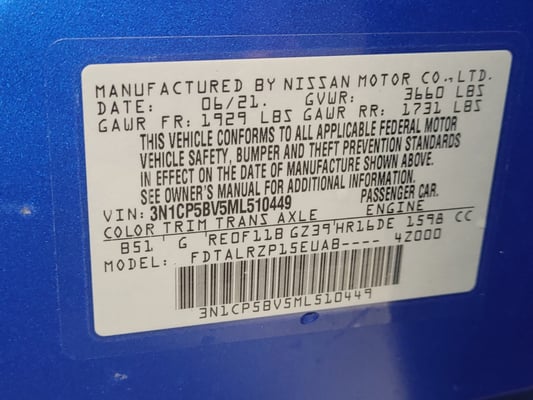 MANUFACTURED BY NISSAN MOTOR CO.,LTD.
DATE: 06/21. GVWR: 3660 LBS
GAWR FR: 1929 LBS GAWR RR: 1731 LBS
THIS VEHICLE CONFORMS TO ALL APPLICABLE FEDERAL MOTOR
VEHICLE SAFETY, BUMPER AND THEFT PREVENTION STANDARDS
IN EFFECT ON THE DATE OF MANUFACTURE SHOWN ABOVE.
SEE OWNER'S MANUAL FOR ADDITIONAL INFORMATION.
VIN: 3N1CP5BV5ML510449 PASSENGER CAR.
COLOR TRIM TRANS AXLE ENGINE
B51 G RE0F11B GZ39 HR16DE 1598 CC
MODEL: FDTALRZP15EUA8---- 4Z000
3N1CP5BV5ML510449